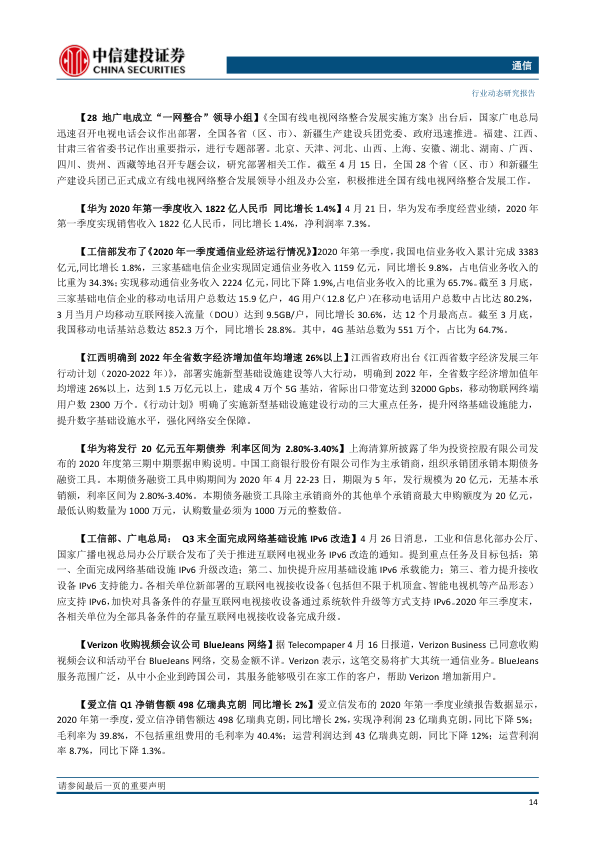 中信建投证券
CHINA SECURITIES
通信
行业动态研究报告
【28 地广电成立“一网整合”领导小组】《全国有线电视网络整合发展实施方案》出台后，国家广电总局
迅速召开电视电话会议作出部署，全国各省（区、市）、新疆生产建设兵团党委、政府迅速推进。福建、江西、
甘肃三省省委书记作出重要指示，进行专题部署。北京、天津、河北、山西、上海、安徽、湖北、湖南、广西、
四川、贵州、西藏等地召开专题会议，研究部署相关工作。截至 4 月 15 日，全国 28 个省（区、市）和新疆生
产建设兵团已正式成立有线电视网络整合发展领导小组及办公室，积极推进全国有线电视网络整合发展工作。
【华为 2020 年第一季度收入 1822 亿人民币 同比增长 1.4%】4 月 21 日，华为发布季度经营业绩，2020 年
第一季度实现销售收入 1822 亿人民币，同比增长 1.4%，净利润率 7.3%。
【工信部发布了《2020 年一季度通信业经济运行情况》】2020 年第一季度，我国电信业务收入累计完成 3383
亿元,同比增长 1.8%，三家基础电信企业实现固定通信业务收入 1159 亿元，同比增长 9.8%，占电信业务收入的
比重为 34.3%；实现移动通信业务收入 2224 亿元,同比下降 1.9%,占电信业务收入的比重为 65.7%。截至 3 月底，
三家基础电信企业的移动电话用户总数达 15.9 亿户，4G 用户（12.8 亿户）在移动电话用户总数中占比达 80.2%，
3 月当月户均移动互联网接入流量（DOU）达到 9.5GB/户，同比增长 30.6%，达 12 个月最高点。截至 3 月底，
我国移动电话基站总数达 852.3 万个，同比增长 28.8%。其中，4G 基站总数为 551 万个，占比为 64.7%。
【江西明确到 2022 年全省数字经济增加值年均增速 26%以上】江西省政府出台《江西省数字经济发展三年
行动计划（2020-2022 年）》，部署实施新型基础设施建设等八大行动，明确到 2022 年，全省数字经济增加值年
均增速 26%以上，达到 1.5 万亿元以上，建成 4 万个 5G 基站，省际出口带宽达到 32000 Gpbs，移动物联网终端
用户数 2300 万个。《行动计划》明确了实施新型基础设施建设行动的三大重点任务，提升网络基础设施能力，
提升数字基础设施水平，强化网络安全保障。
【华为将发行 20 亿元五年期债券 利率区间为 2.80%-3.40%】上海清算所披露了华为投资控股有限公司发
布的 2020 年度第三期中期票据申购说明。中国工商银行股份有限公司作为主承销商，组织承销团承销本期债务
融资工具。本期债务融资工具申购期间为 2020 年 4 月 22-23 日，期限为 5 年，发行规模为 20 亿元，无基本承
销额，利率区间为 2.80%-3.40%。本期债务融资工具除主承销商外的其他单个承销商最大申购额度为 20 亿元，
最低认购数量为 1000 万元，认购数量必须为 1000 万元的整数倍。
【工信部、广电总局： Q3 末全面完成网络基础设施 IPv6 改造】4 月 26 日消息，工业和信息化部办公厅、
国家广播电视总局办公厅联合发布了关于推进互联网电视业务 IPv6 改造的通知。提到重点任务及目标包括：第
一、全面完成网络基础设施 IPv6 升级改造；第二、加快提升应用基础设施 IPv6 承载能力；第三、着力提升接收
设备 IPv6 支持能力。各相关单位新部署的互联网电视接收设备（包括但不限于机顶盒、智能电视机等产品形态）
应支持 IPv6,加快对具备条件的存量互联网电视接收设备通过系统软件升级等方式支持 IPv6。2020 年三季度末，
各相关单位为全部具备条件的存量互联网电视接收设备完成升级。
【Verizon 收购视频会议公司 BlueJeans 网络】据 Telecompaper 4 月 16 日报道，Verizon Business 已同意收购
视频会议和活动平台 BlueJeans 网络，交易金额不详。Verizon 表示，这笔交易将扩大其统一通信业务。BlueJeans
服务范围广泛，从中小企业到跨国公司，其服务能够吸引在家工作的客户，帮助 Verizon 增加新用户。
【爱立信 Q1 净销售额 498 亿瑞典克朗 同比增长 2%】爱立信发布的 2020 年第一季度业绩报告数据显示，
2020 年第一季度，爱立信净销售额达 498 亿瑞典克朗，同比增长 2%，实现净利润 23 亿瑞典克朗，同比下降 5%；
毛利率为 39.8%，不包括重组费用的毛利率为 40.4%；运营利润达到 43 亿瑞典克朗，同比下降 12%；运营利润
率 8.7%，同比下降 1.3%。
请参阅最后一页的重要声明
14